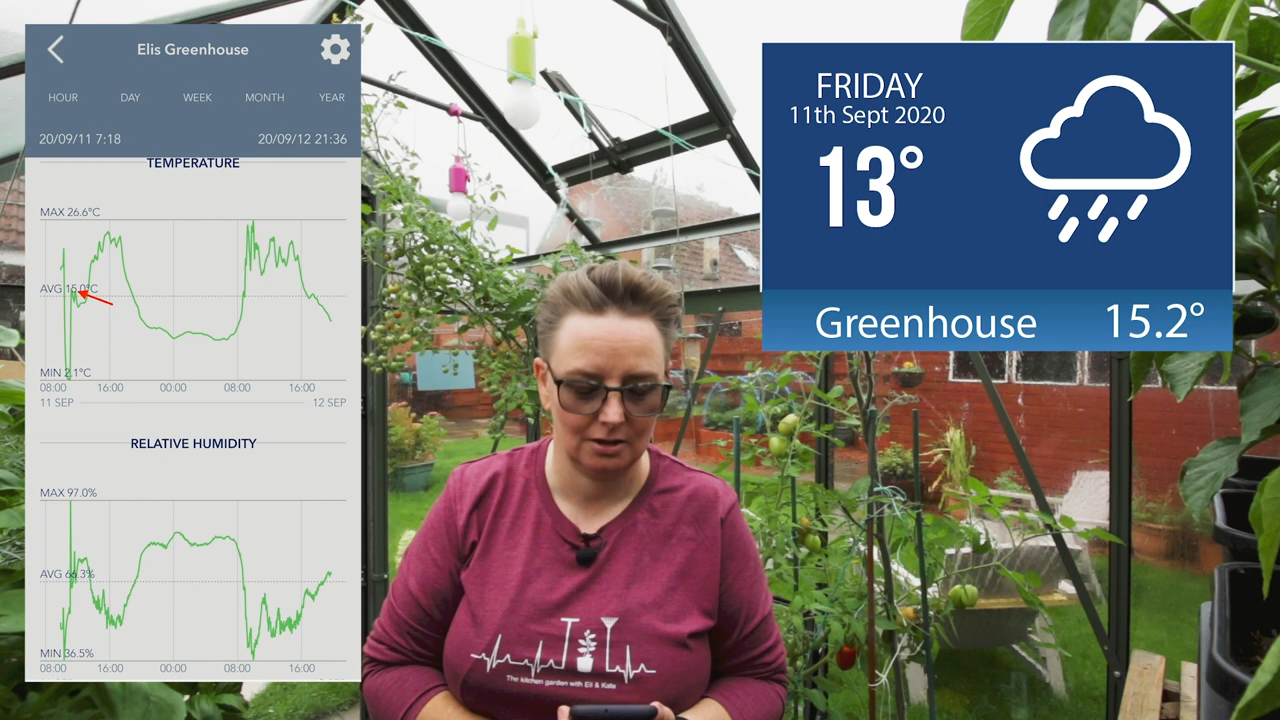 Elis Greenhouse
HOUR DAY WEEK MONTH YEAR
20/09/11 7:18 20/09/12 21:36
TEMPERATURE
MAX 26.6°C
AVG 15.0°C
MIN 2.1°C
08:00 16:00 00:00 08:00 16:00
11 SEP 12 SEP
RELATIVE HUMIDITY
MAX 97.0%
AVG 66.3%
MIN 36.5%
08:00 16:00 00:00 08:00 16:00
FRIDAY
11th Sept 2020
13°
Greenhouse 15.2°
The kitchen garden with Eli & Kate